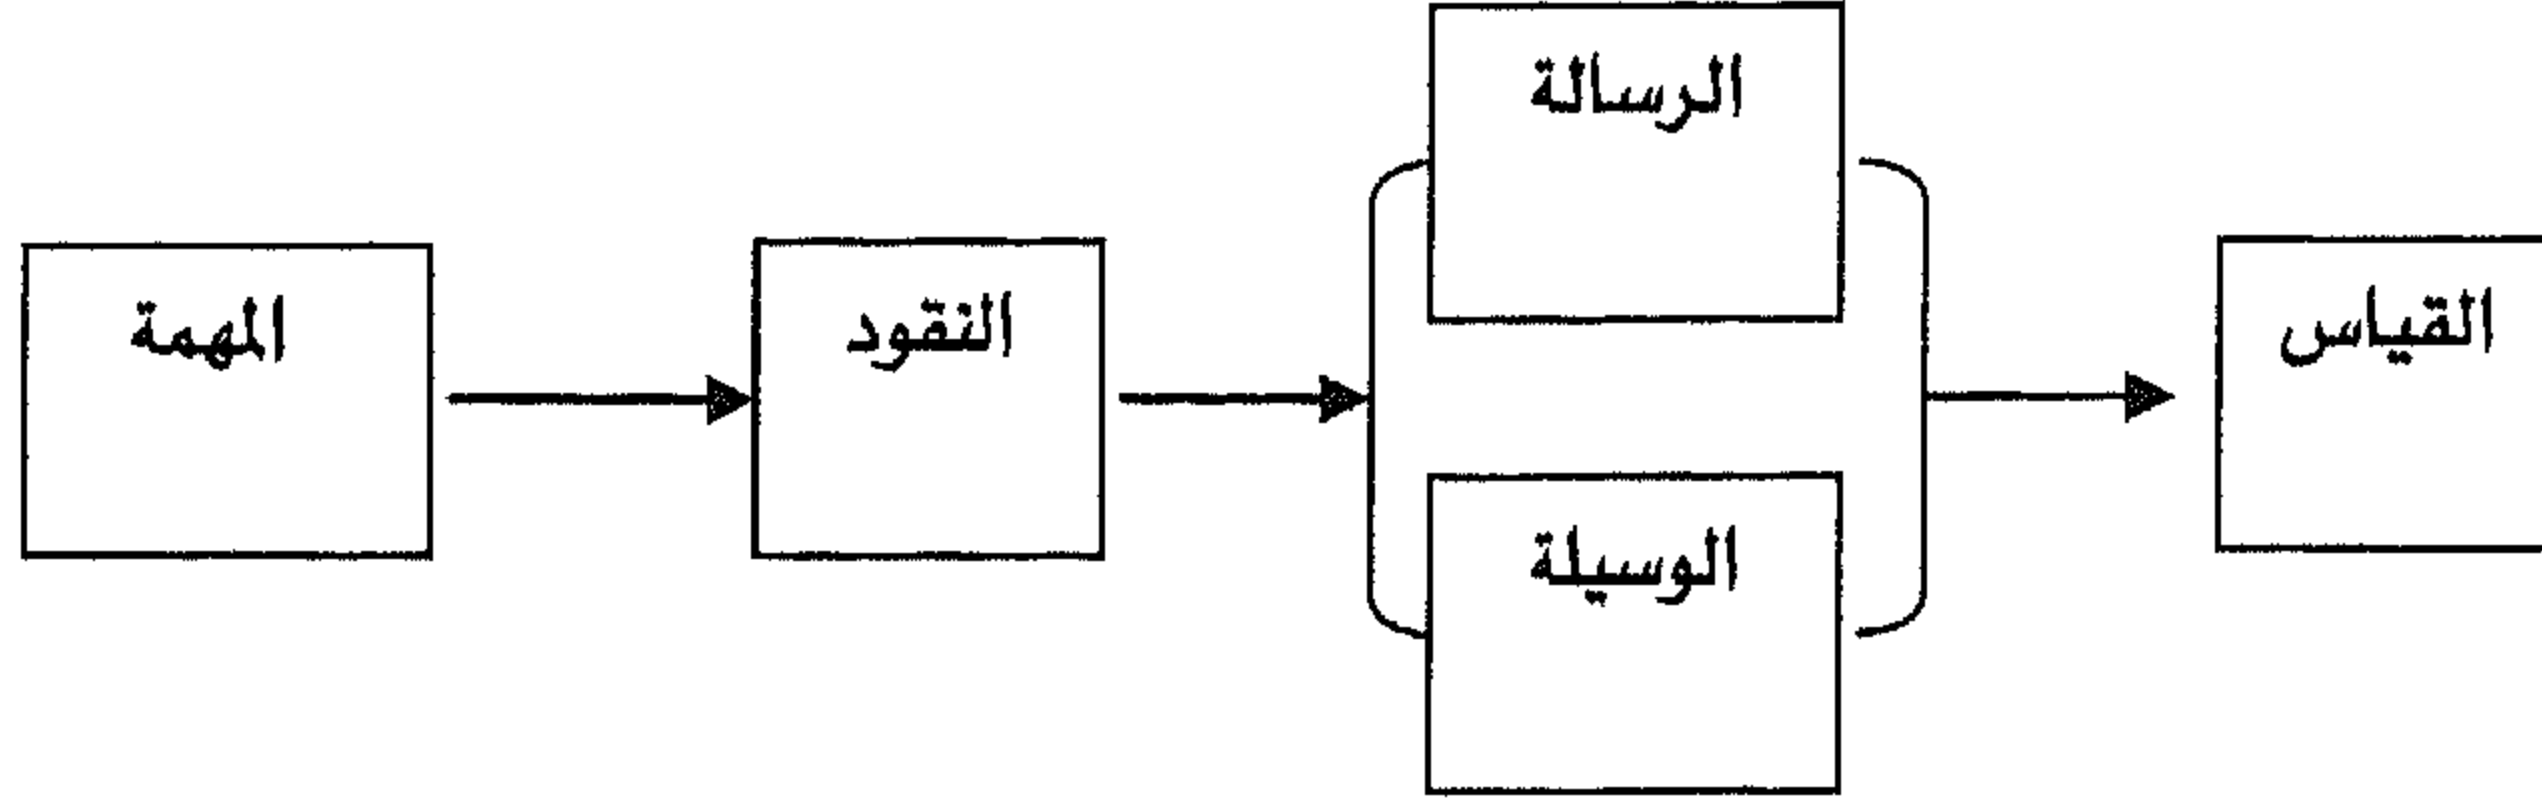 المهمة
النقود
الرسالة
الوسيلة
القياس